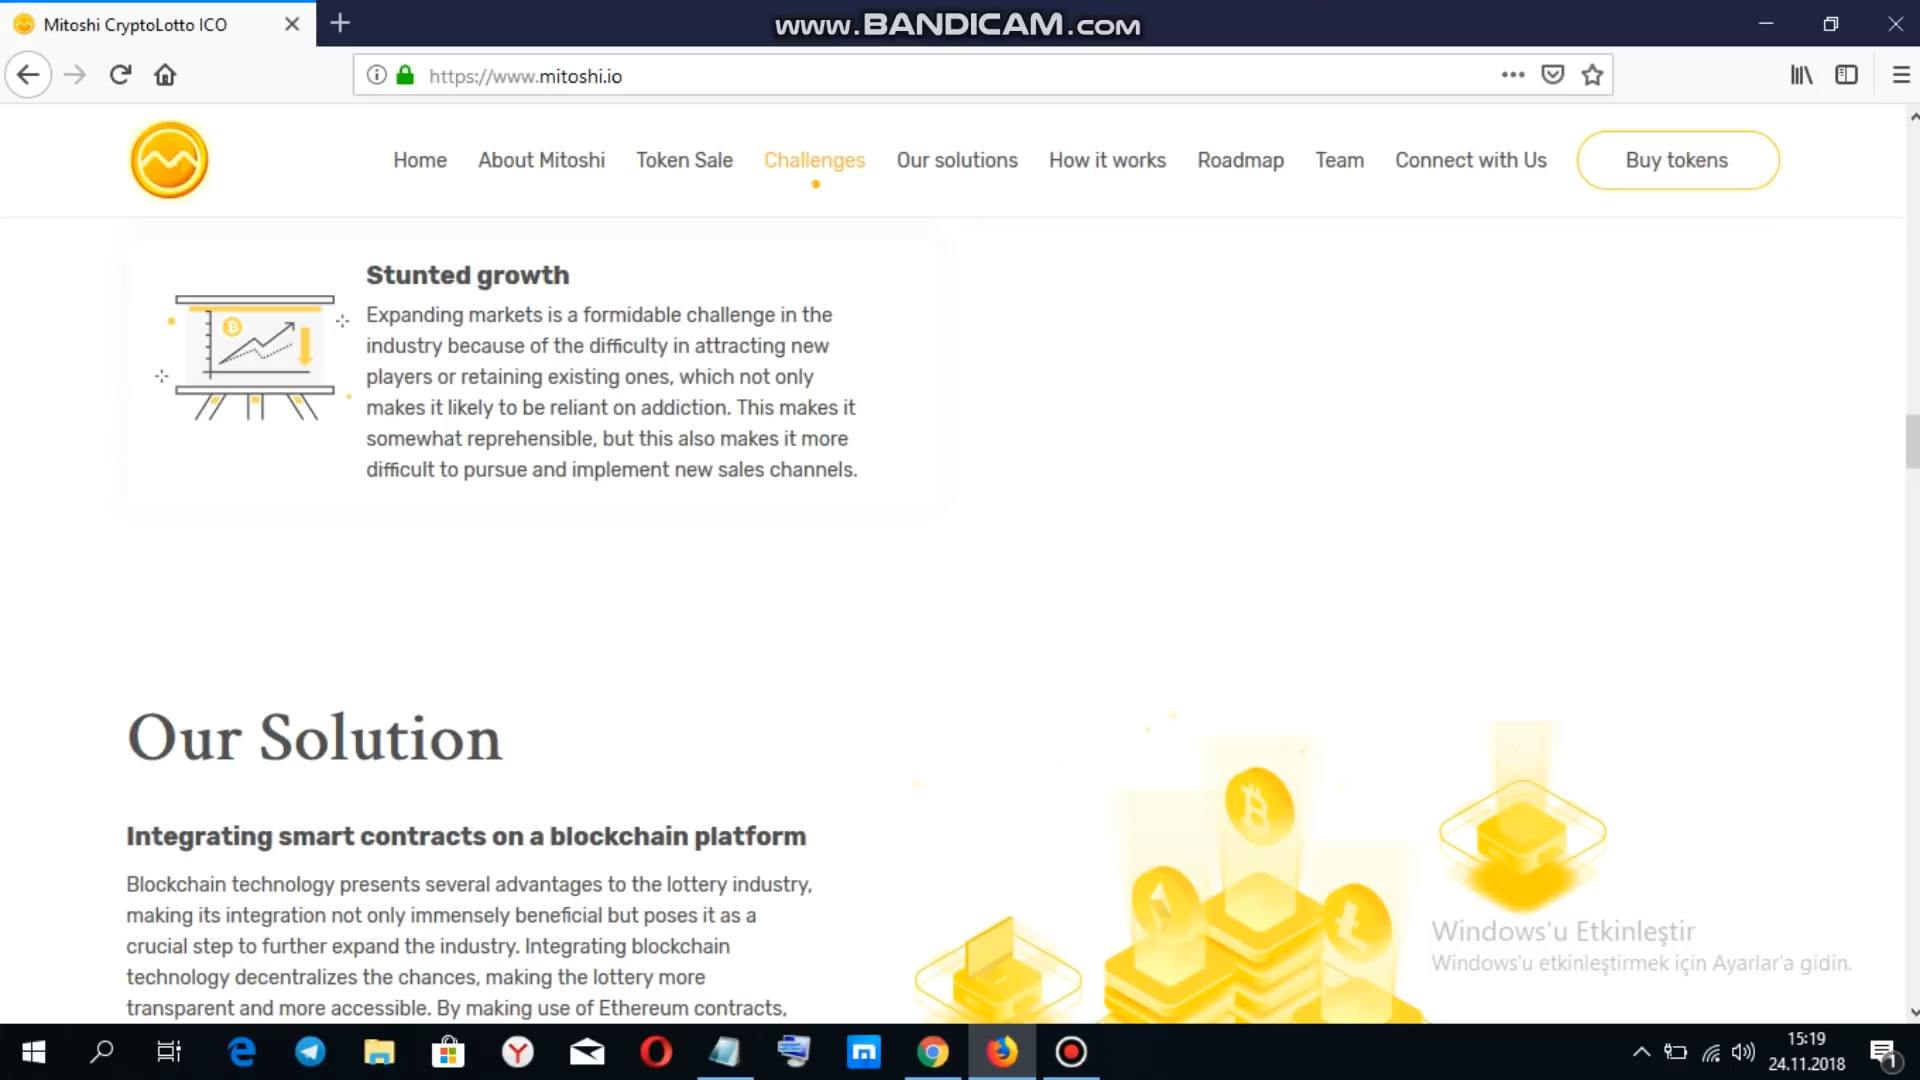 Mitoshi CryptoLotto ICO
www.BANDICAM.com
https://www.mitoshi.io
Home
About Mitoshi
Token Sale
Challenges
Our solutions
How it works
Roadmap
Team
Connect with Us
Buy tokens
Stunted growth
Expanding markets is a formidable challenge in the
industry because of the difficulty in attracting new
players or retaining existing ones, which not only
makes it likely to be reliant on addiction. This makes it
somewhat reprehensible, but this also makes it more
difficult to pursue and implement new sales channels.
Our Solution
Integrating smart contracts on a blockchain platform
Blockchain technology presents several advantages to the lottery industry,
making its integration not only immensely beneficial but poses it as a
crucial step to further expand the industry. Integrating blockchain
technology decentralizes the chances, making the lottery more
transparent and more accessible. By making use of Ethereum contracts,
Windows'u Etkinleştir
Windows'u etkinleştirmek için Ayarlar'a gidin.
15:19
24.11.2018
1